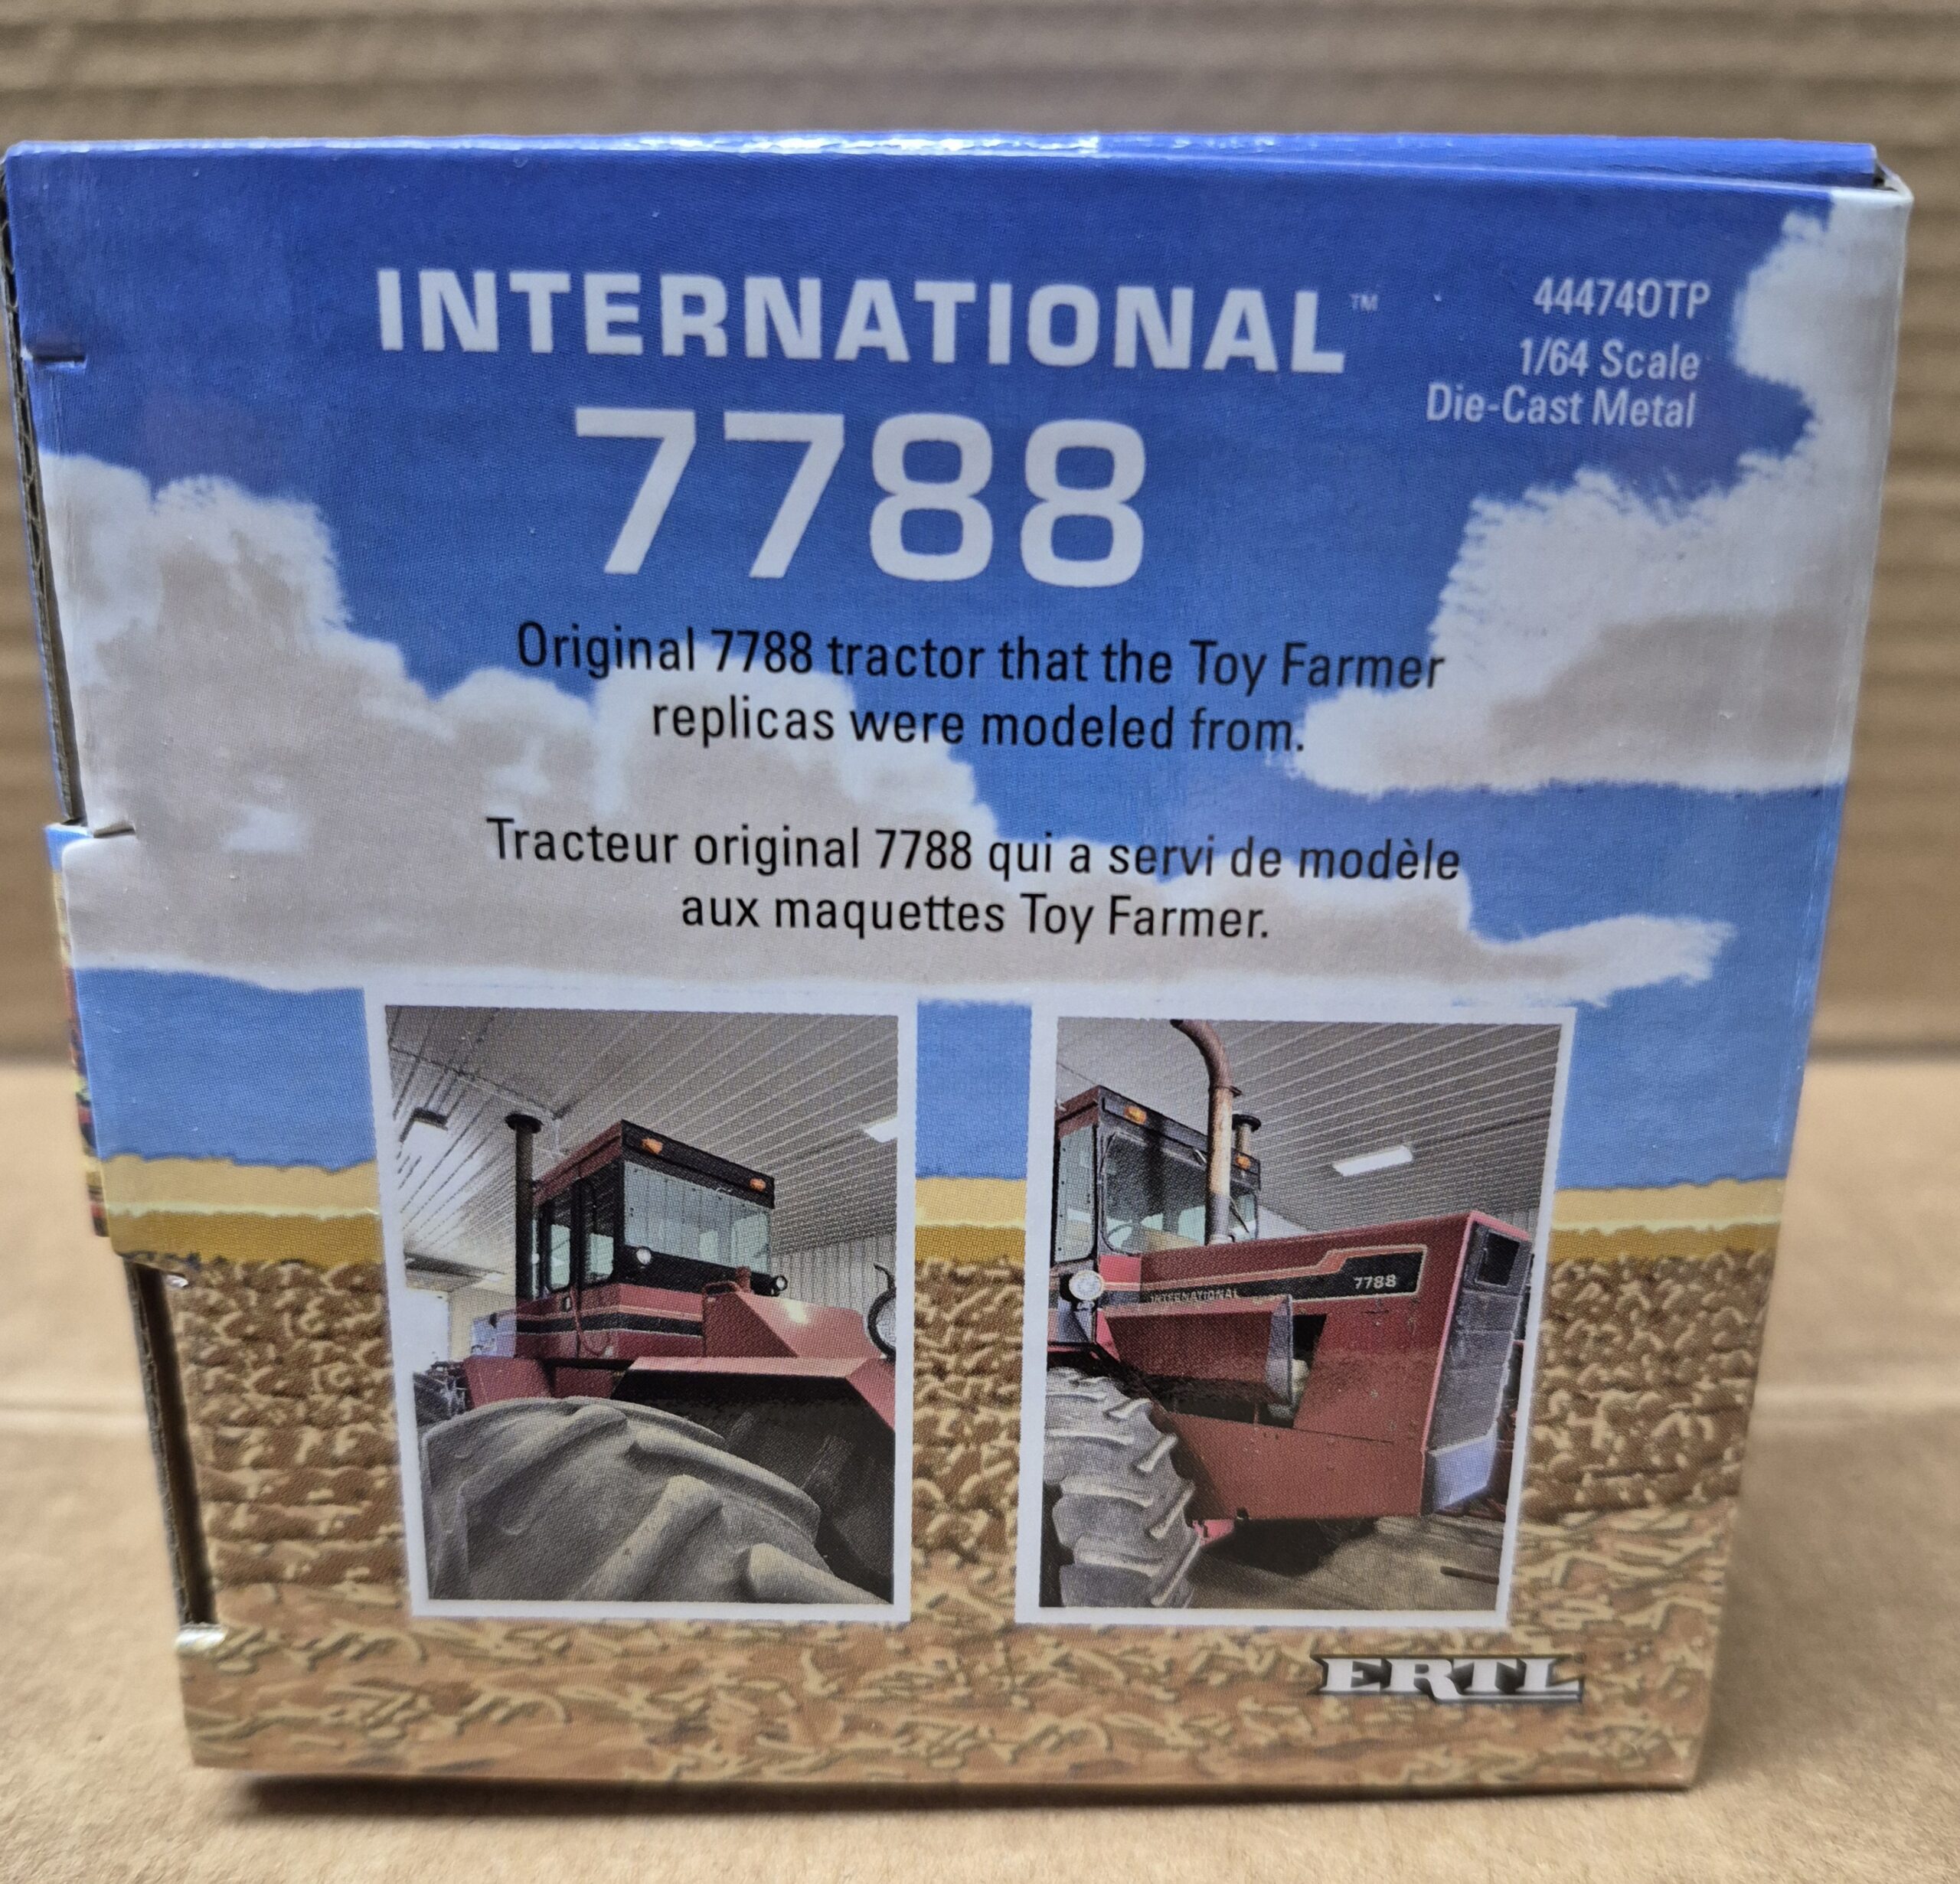 INTERNATIONAL™
44474OTP
1/64 Scale
Die-Cast Metal
7788
Original 7788 tractor that the Toy Farmer
replicas were modeled from.
Tracteur original 7788 qui a servi de modèle
aux maquettes Toy Farmer.
INTERNATIONAL 7788
ERTL